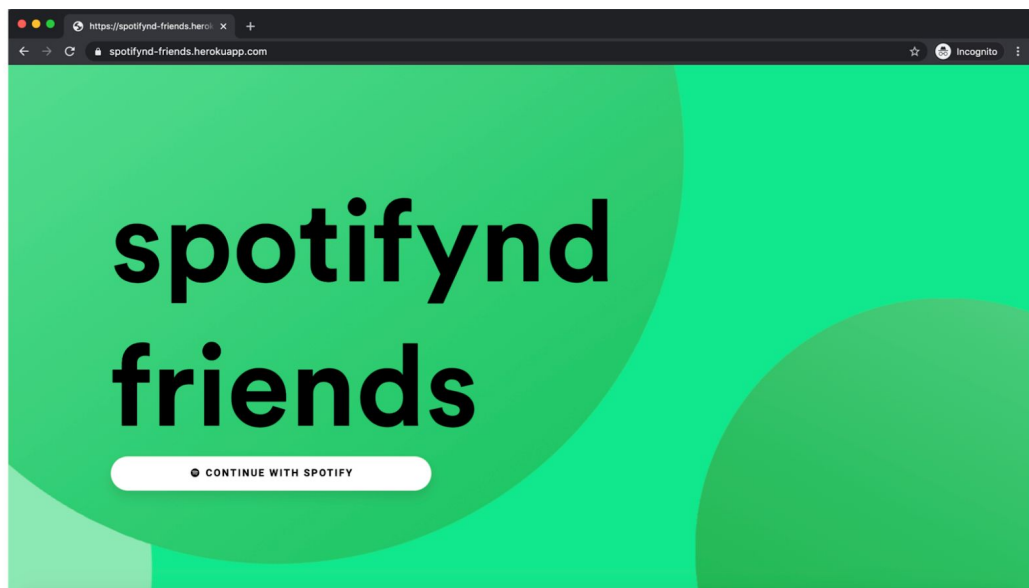 https://spotifynd-friends.herok
spotifynd-friends.herokuapp.com
Incognito
spotifynd
friends
CONTINUE WITH SPOTIFY